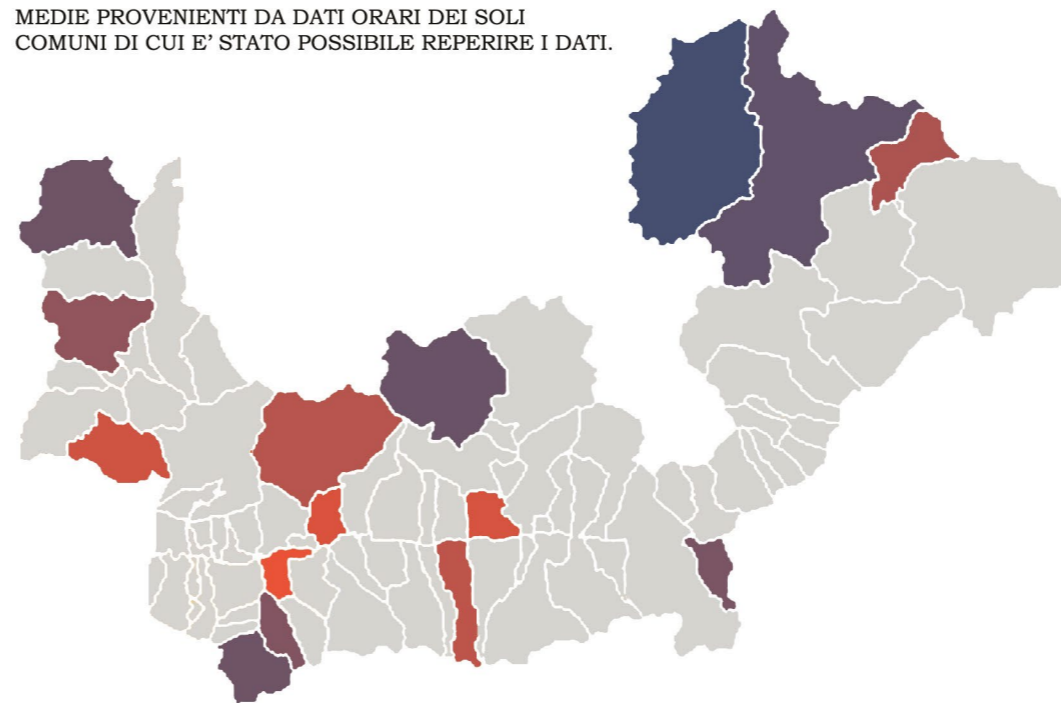 MEDIE PROVENIENTI DA DATI ORARI DEI SOLI
COMUNI DI CUI E’ STATO POSSIBILE REPERIRE I DATI.